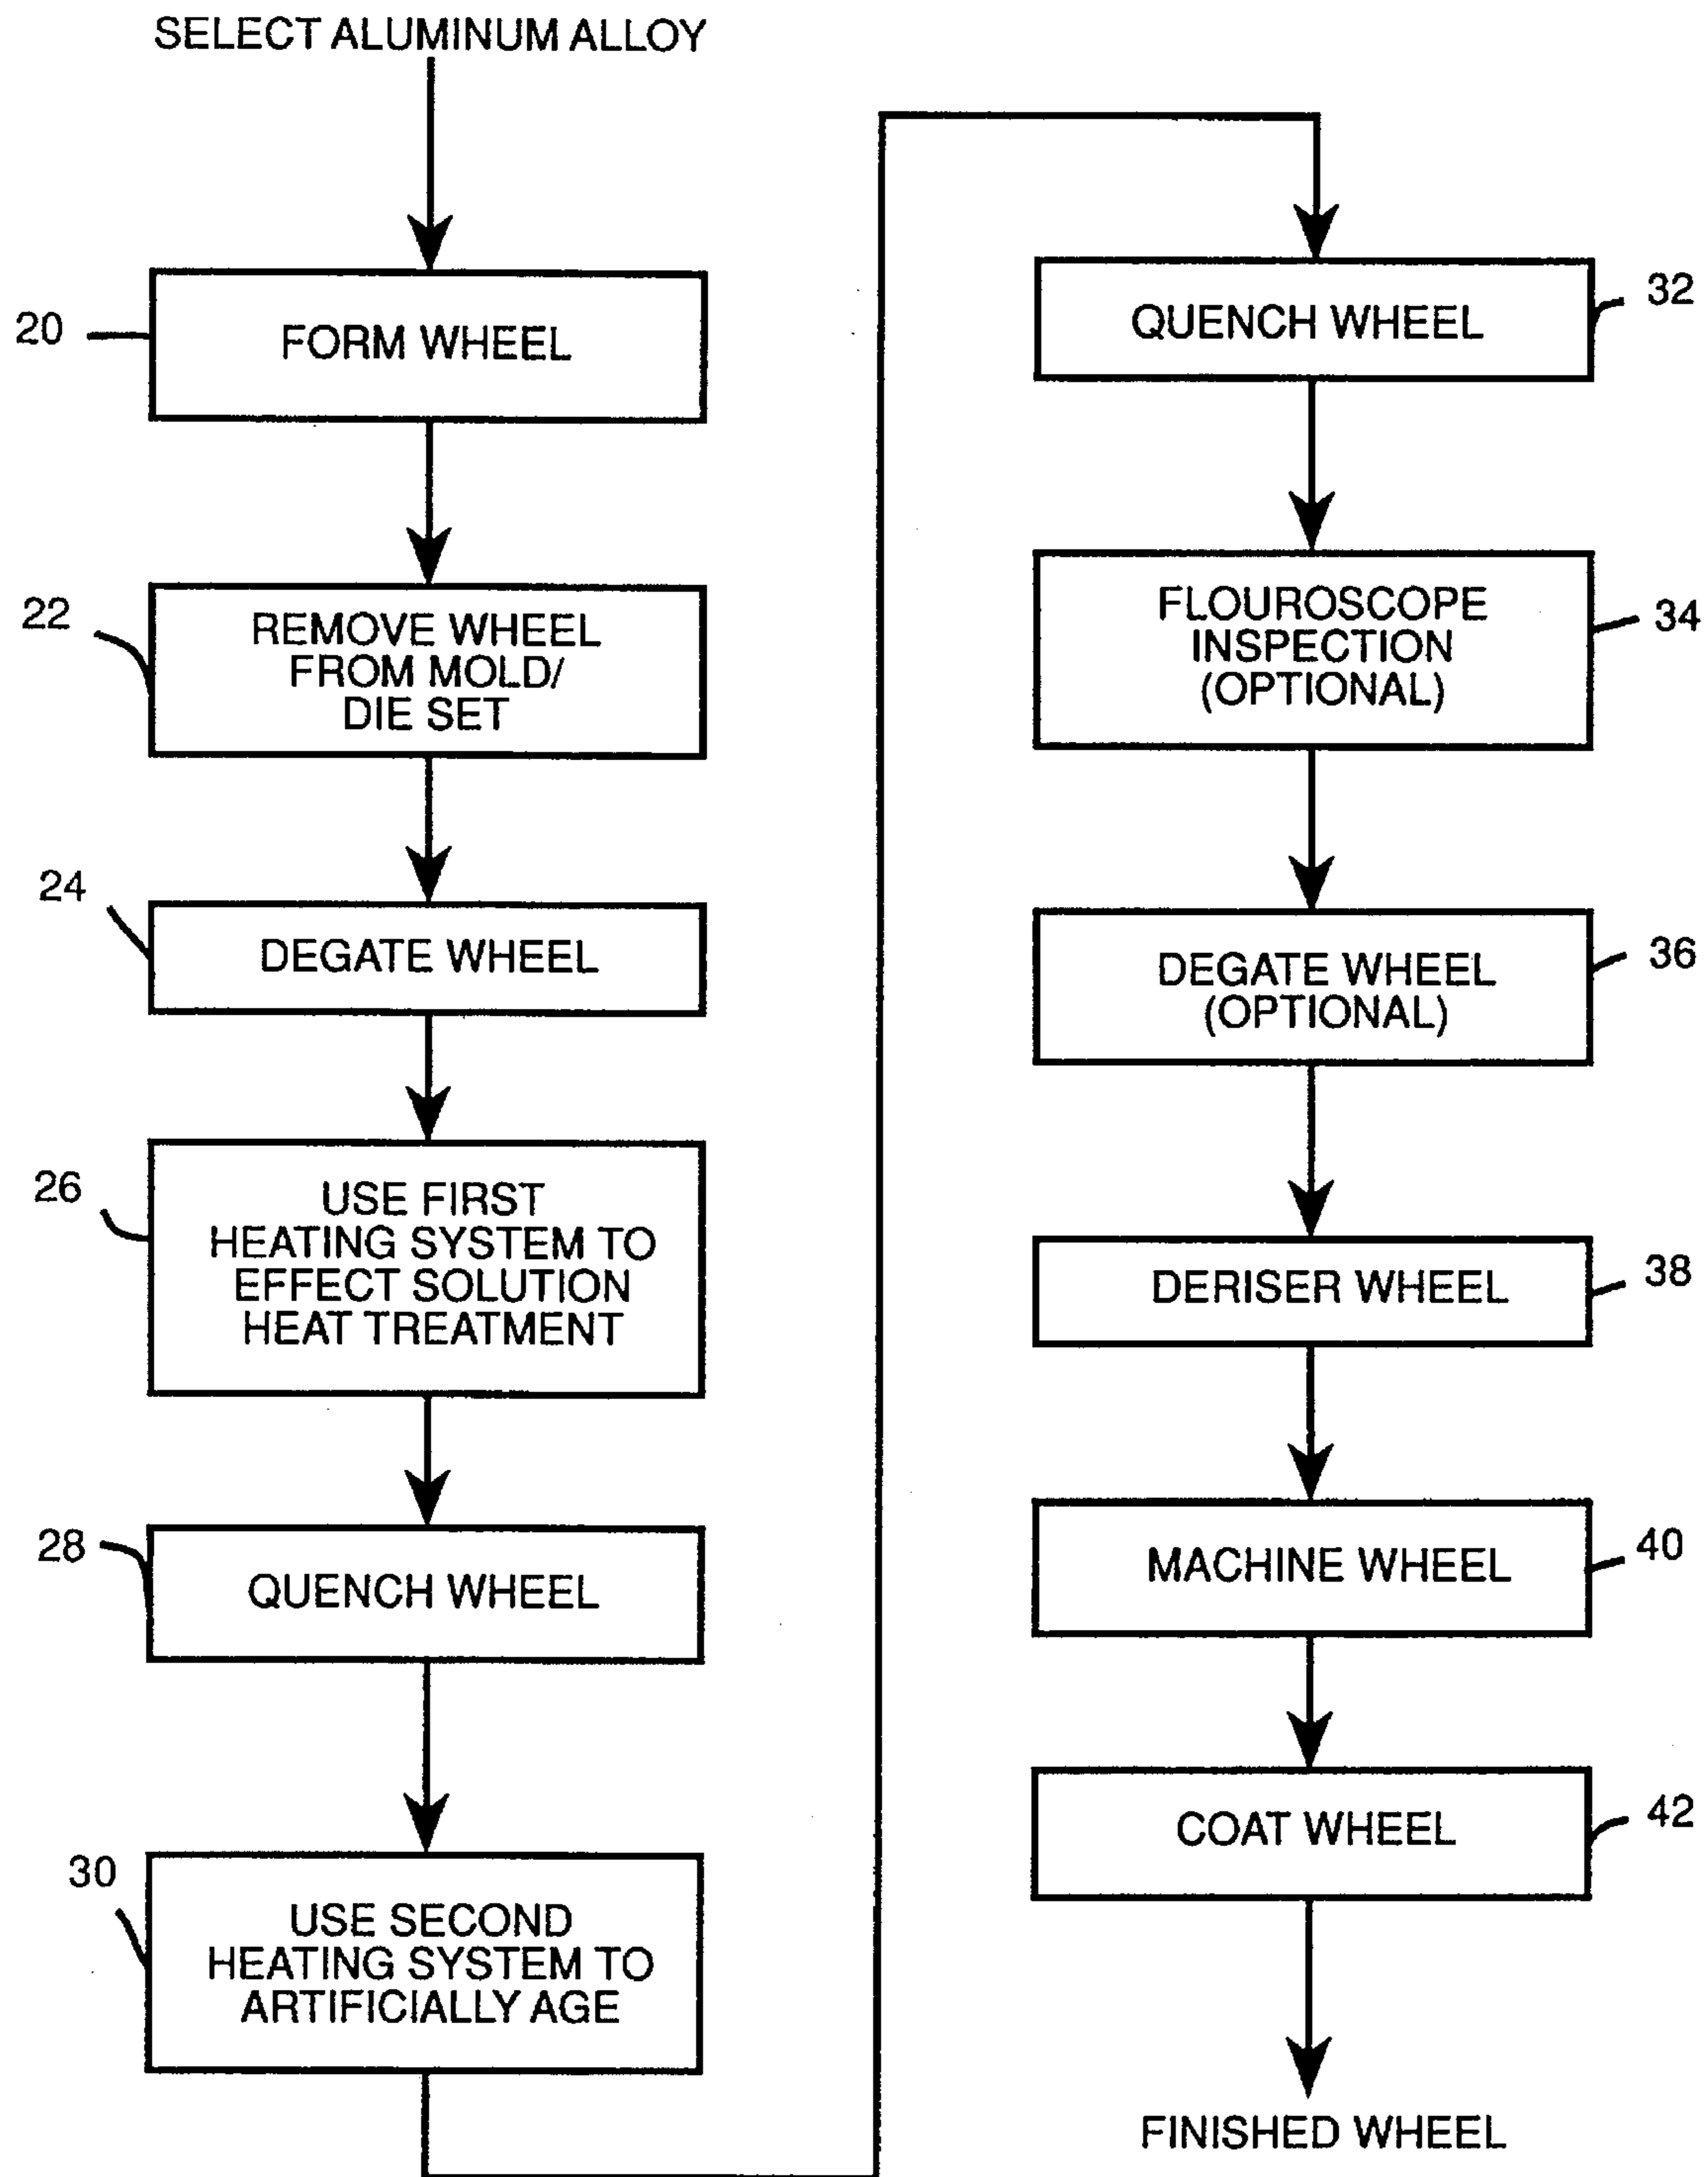 SELECT ALUMINUM ALLOY
20
FORM WHEEL
22
REMOVE WHEEL
FROM MOLD/
DIE SET
24
DEGATE WHEEL
26
USE FIRST
HEATING SYSTEM TO
EFFECT SOLUTION
HEAT TREATMENT
28
QUENCH WHEEL
30
USE SECOND
HEATING SYSTEM TO
ARTIFICIALLY AGE
QUENCH WHEEL
32
FLOUROSCOPE
INSPECTION
(OPTIONAL)
34
DEGATE WHEEL
(OPTIONAL)
36
DERISER WHEEL
38
MACHINE WHEEL
40
COAT WHEEL
42
FINISHED WHEEL